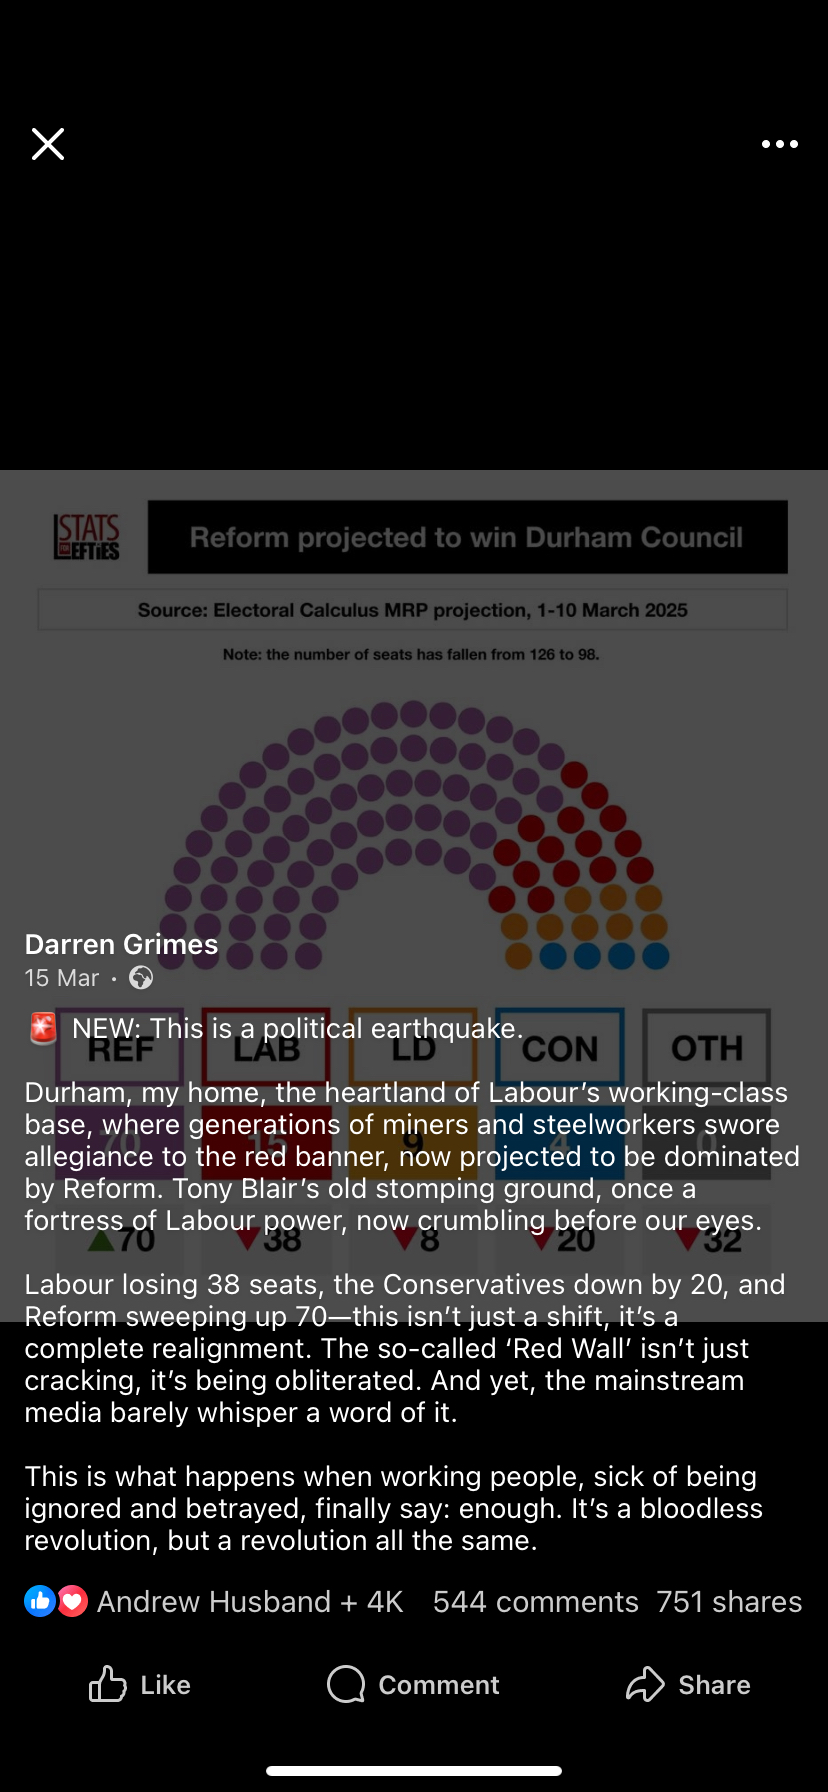 STATS
FOR
LEFTIES
Reform projected to win Durham Council
Source: Electoral Calculus MRP projection, 1-10 March 2025
Note: the number of seats has fallen from 126 to 98.
Darren Grimes
15 Mar ·
🚨 NEW: This is a political earthquake.
REF LAB LD CON OTH
Durham, my home, the heartland of Labour’s working-class
base, where generations of miners and steelworkers swore
70 15 9 4 0
allegiance to the red banner, now projected to be dominated
by Reform. Tony Blair’s old stomping ground, once a
fortress of Labour power, now crumbling before our eyes.
▲70 ▼38 ▼8 ▼20 ▼32
Labour losing 38 seats, the Conservatives down by 20, and
Reform sweeping up 70—this isn’t just a shift, it’s a
complete realignment. The so-called ‘Red Wall’ isn’t just
cracking, it’s being obliterated. And yet, the mainstream
media barely whisper a word of it.
This is what happens when working people, sick of being
ignored and betrayed, finally say: enough. It’s a bloodless
revolution, but a revolution all the same.
Andrew Husband + 4K 544 comments 751 shares
Like Comment Share